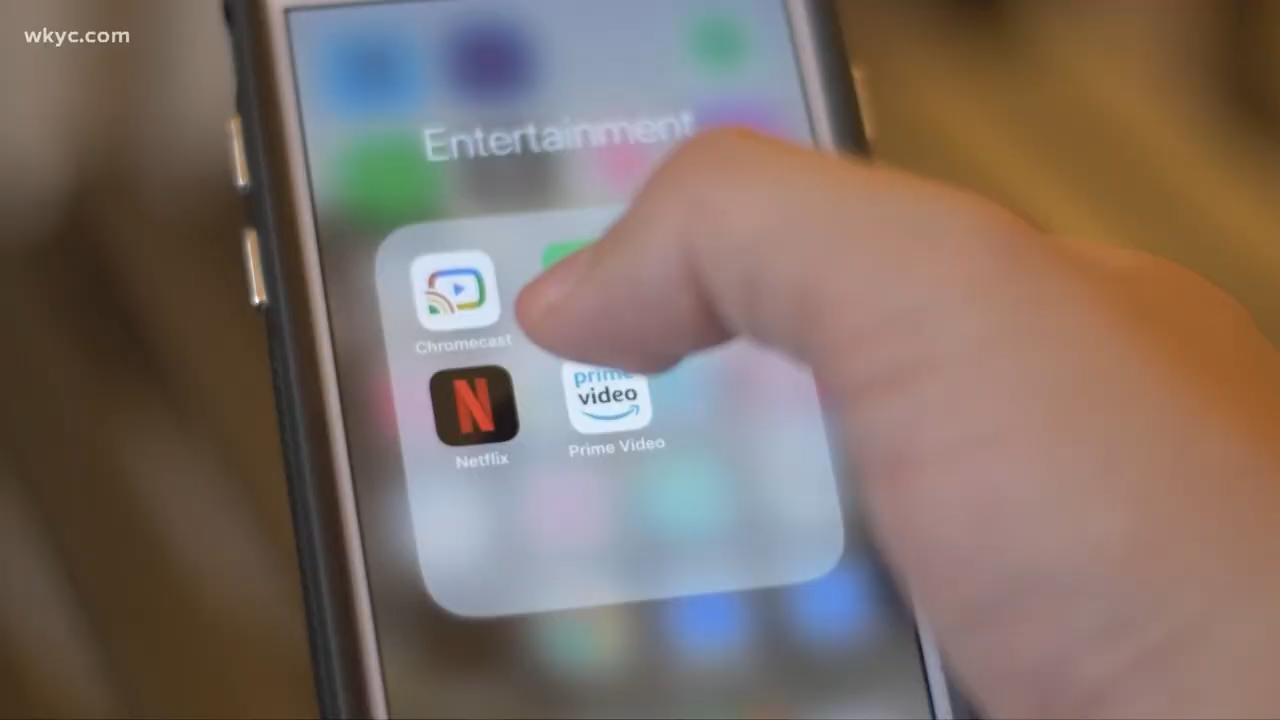 wkyc.com
Entertainment
Chromecast
N
prime
video
Netflix
Prime Video